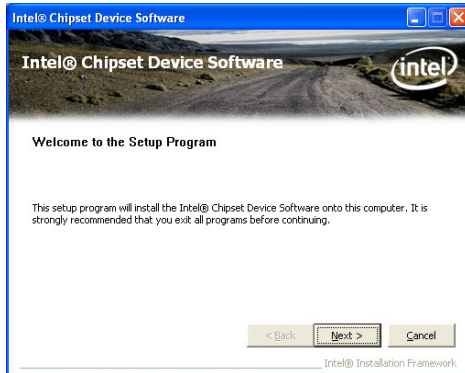 Intel® Chipset Device Software
Intel® Chipset Device Software
intel
Welcome to the Setup Program
This setup program will install the Intel® Chipset Device Software onto this computer. It is
strongly recommended that you exit all programs before continuing.
< Back
Next >
Cancel
Intel® Installation Framework